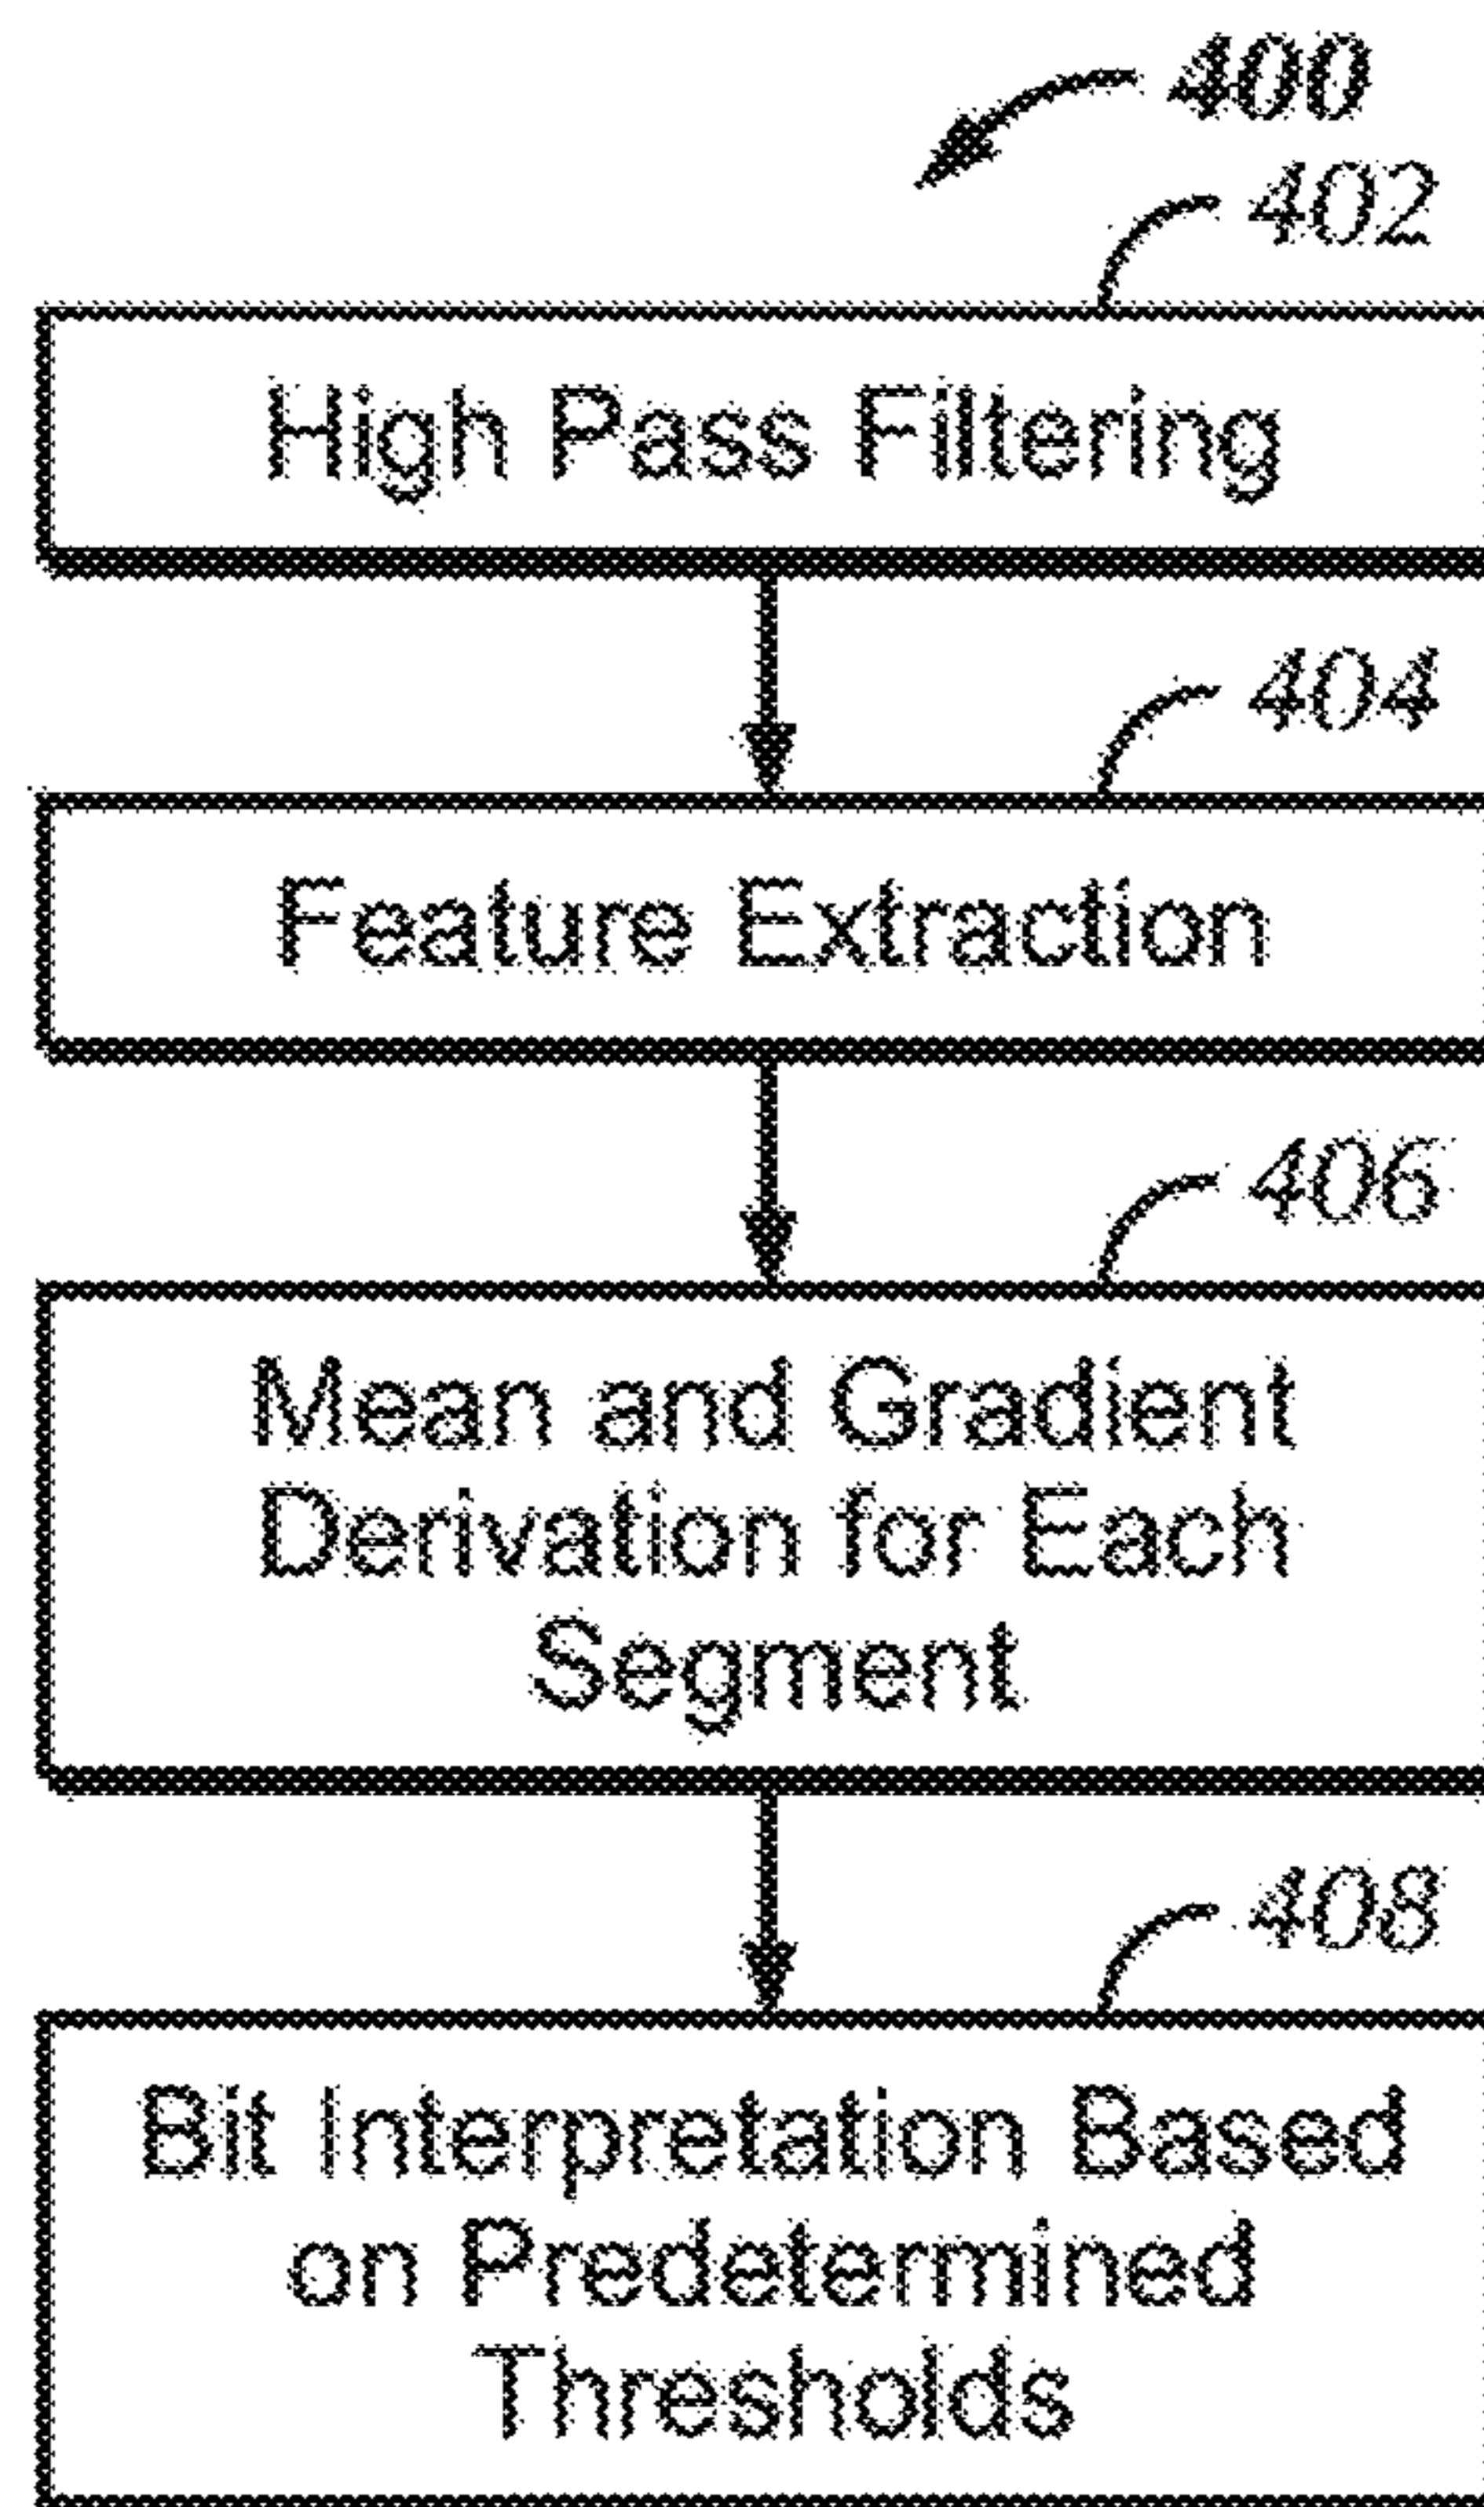 400
402
High Pass Filtering
404
Feature Extraction
406
Mean and Gradient
Derivation for Each
Segment
408
Bit Interpretation Based
on Predetermined
Thresholds